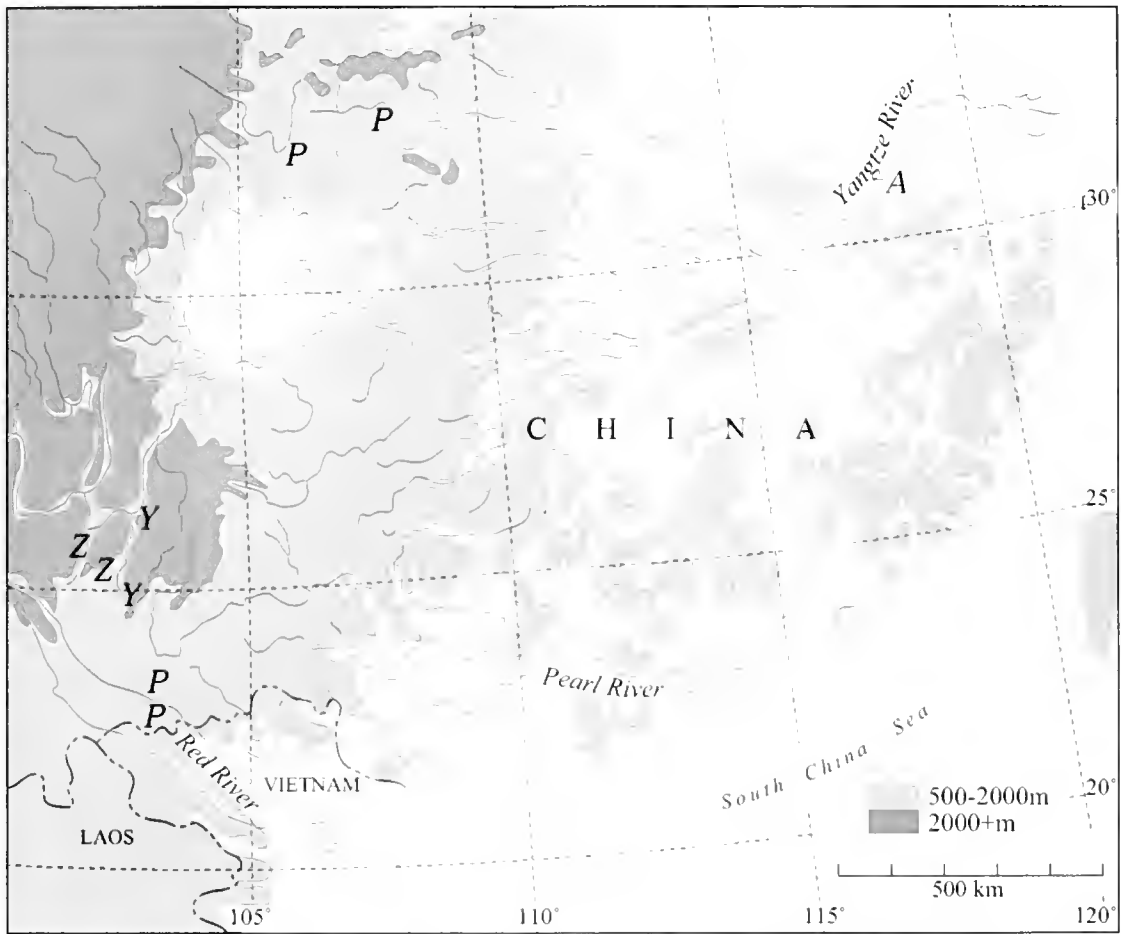 P
P
Yangtze River
A
30°
C H I N A
25°
Y
Z
Z
Y
P
P
Pearl River
Red River
VIETNAM
South China Sea
20°
500-2000m
2000+m
LAOS
500 km
105°
110°
115°
120°